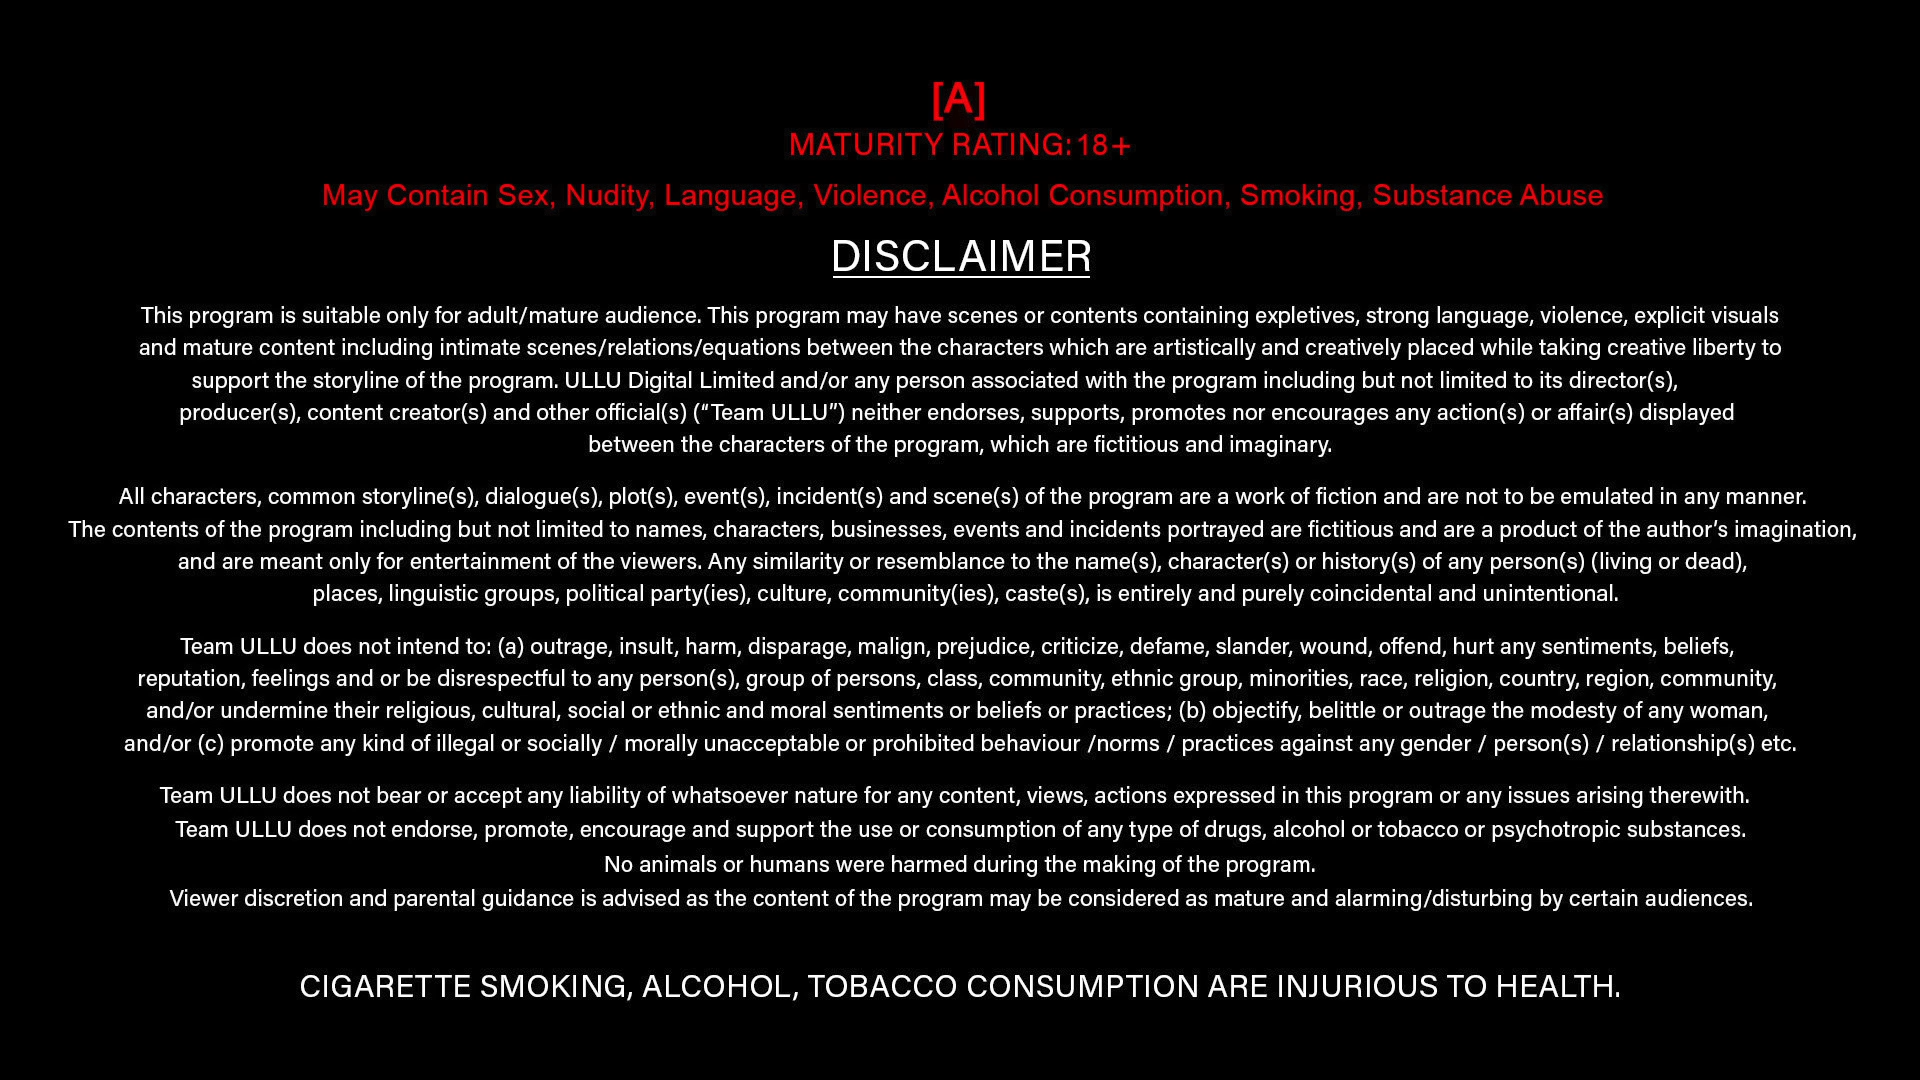 [A]
MATURITY RATING:18+
May Contain Sex, Nudity, Language, Violence, Alcohol Consumption, Smoking, Substance Abuse
DISCLAIMER
This program is suitable only for adult/mature audience. This program may have scenes or contents containing expletives, strong language, violence, explicit visuals
and mature content including intimate scenes/relations/equations between the characters which are artistically and creatively placed while taking creative liberty to
support the storyline of the program. ULLU Digital Limited and/or any person associated with the program including but not limited to its director(s),
producer(s), content creator(s) and other official(s) (“Team ULLU”) neither endorses, supports, promotes nor encourages any action(s) or affair(s) displayed
between the characters of the program, which are fictitious and imaginary.
All characters, common storyline(s), dialogue(s), plot(s), event(s), incident(s) and scene(s) of the program are a work of fiction and are not to be emulated in any manner.
The contents of the program including but not limited to names, characters, businesses, events and incidents portrayed are fictitious and are a product of the author’s imagination,
and are meant only for entertainment of the viewers. Any similarity or resemblance to the name(s), character(s) or history(s) of any person(s) (living or dead),
places, linguistic groups, political party(ies), culture, community(ies), caste(s), is entirely and purely coincidental and unintentional.
Team ULLU does not intend to: (a) outrage, insult, harm, disparage, malign, prejudice, criticize, defame, slander, wound, offend, hurt any sentiments, beliefs,
reputation, feelings and or be disrespectful to any person(s), group of persons, class, community, ethnic group, minorities, race, religion, country, region, community,
and/or undermine their religious, cultural, social or ethnic and moral sentiments or beliefs or practices; (b) objectify, belittle or outrage the modesty of any woman,
and/or (c) promote any kind of illegal or socially / morally unacceptable or prohibited behaviour /norms / practices against any gender / person(s) / relationship(s) etc.
Team ULLU does not bear or accept any liability of whatsoever nature for any content, views, actions expressed in this program or any issues arising therewith.
Team ULLU does not endorse, promote, encourage and support the use or consumption of any type of drugs, alcohol or tobacco or psychotropic substances.
No animals or humans were harmed during the making of the program.
Viewer discretion and parental guidance is advised as the content of the program may be considered as mature and alarming/disturbing by certain audiences.
CIGARETTE SMOKING, ALCOHOL, TOBACCO CONSUMPTION ARE INJURIOUS TO HEALTH.